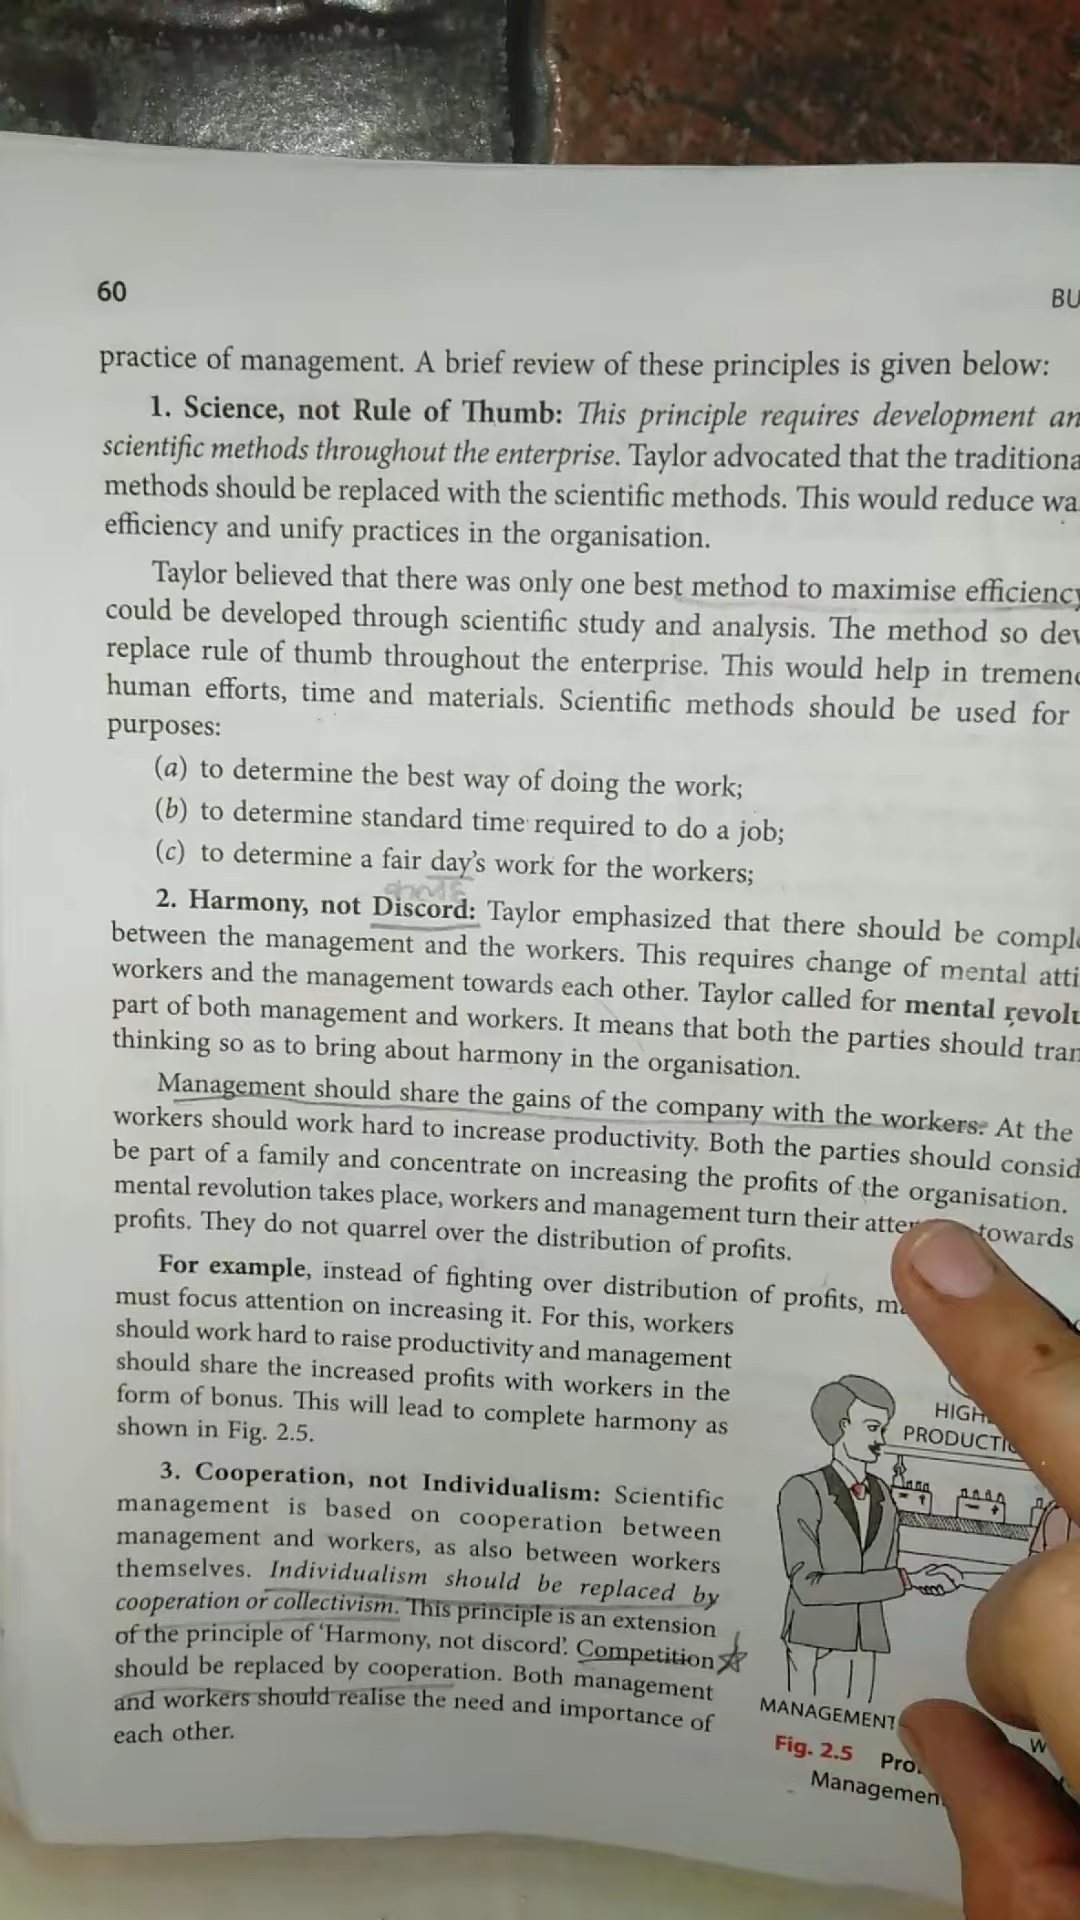 60
BU
practice of management. A brief review of these principles is given below:
1. Science, not Rule of Thumb: This principle requires development an
scientific methods throughout the enterprise. Taylor advocated that the traditiona
methods should be replaced with the scientific methods. This would reduce wa
efficiency and unify practices in the organisation.
Taylor believed that there was only one best method to maximise efficiency
could be developed through scientific study and analysis. The method so dev
replace rule of thumb throughout the enterprise. This would help in tremend
human efforts, time and materials. Scientific methods should be used for
purposes:
(a) to determine the best way of doing the work;
(b) to determine standard time required to do a job;
(c) to determine a fair day's work for the workers;
कलह
2. Harmony, not Discord: Taylor emphasized that there should be comple
between the management and the workers. This requires change of mental atti
workers and the management towards each other. Taylor called for mental revolu
part of both management and workers. It means that both the parties should tran
thinking so as to bring about harmony in the organisation.
Management should share the gains of the company with the workers. At the
workers should work hard to increase productivity. Both the parties should consid
be part of a family and concentrate on increasing the profits of the organisation.
mental revolution takes place, workers and management turn their atte towards
profits. They do not quarrel over the distribution of profits.
For example, instead of fighting over distribution of profits, ma
must focus attention on increasing it. For this, workers
should work hard to raise productivity and management
should share the increased profits with workers in the
form of bonus. This will lead to complete harmony as
shown in Fig. 2.5.
3. Cooperation, not Individualism: Scientific
management is based on cooperation between
management and workers, as also between workers
themselves. Individualism should be replaced by
cooperation or collectivism. This principle is an extension
of the principle of 'Harmony, not discord'. Competition
should be replaced by cooperation. Both management
and workers should realise the need and importance of
each other.
HIGH
PRODUCTI
MANAGEMENT
W
Fig. 2.5 Pro
Managemen